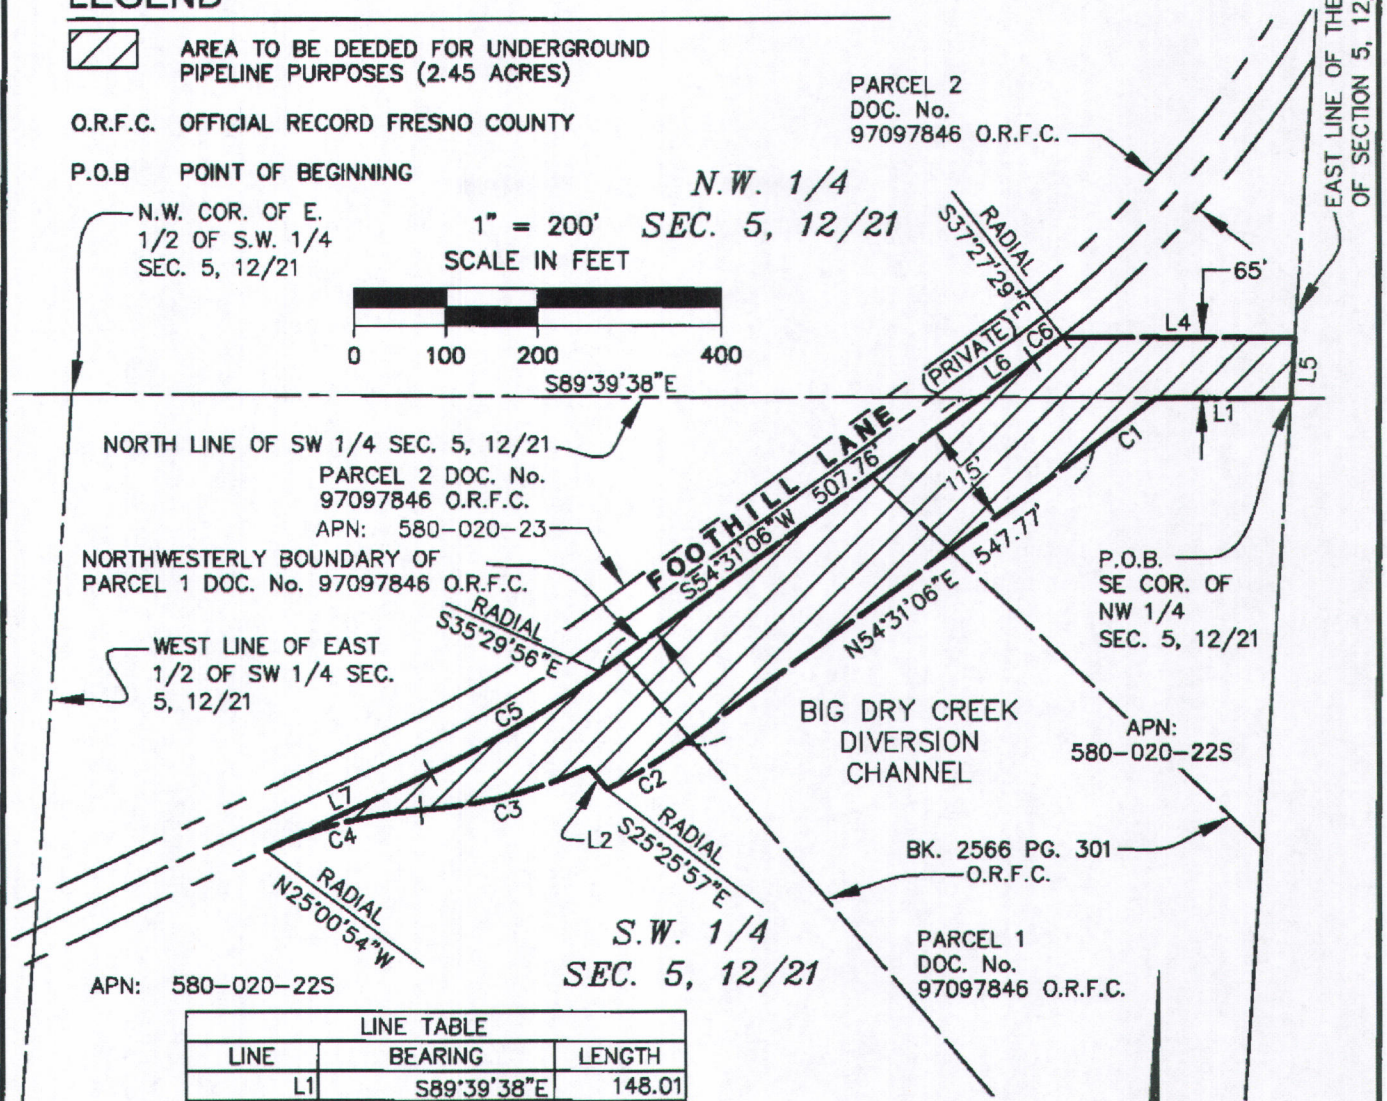 LEGEND
AREA TO BE DEEDED FOR UNDERGROUND
PIPELINE PURPOSES (2.45 ACRES)
O.R.F.C. OFFICIAL RECORD FRESNO COUNTY
P.O.B POINT OF BEGINNING
N.W. COR. OF E.
1/2 OF S.W. 1/4
SEC. 5, 12/21
1" = 200'
SCALE IN FEET
0 100 200 400
N.W. 1/4
SEC. 5, 12/21
PARCEL 2
DOC. No.
97097846 O.R.F.C.
EAST LINE OF THE
OF SECTION 5, 12
RADIAL
S37°27'29"E
65'
L4
L5
L1
C1
(PRIVATE)
L6
C6
S89°39'38"E
NORTH LINE OF SW 1/4 SEC. 5, 12/21
PARCEL 2 DOC. No.
97097846 O.R.F.C.
APN: 580-020-23
NORTHWESTERLY BOUNDARY OF
PARCEL 1 DOC. No. 97097846 O.R.F.C.
FOOTHILL LANE
S54°31'06"W 507.76'
115'
N54°31'06"E 547.77'
RADIAL
S35°29'56"E
WEST LINE OF EAST
1/2 OF SW 1/4 SEC.
5, 12/21
P.O.B.
SE COR. OF
NW 1/4
SEC. 5, 12/21
BIG DRY CREEK
DIVERSION
CHANNEL
APN:
580-020-22S
C5
L7
C4
C3
C2
L2
RADIAL
S25°25'57"E
RADIAL
N25°00'54"W
BK. 2566 PG. 301
O.R.F.C.
S.W. 1/4
SEC. 5, 12/21
PARCEL 1
DOC. No.
97097846 O.R.F.C.
APN: 580-020-22S
LINE TABLE
LINE BEARING LENGTH
L1 S89°39'38"E 148.01